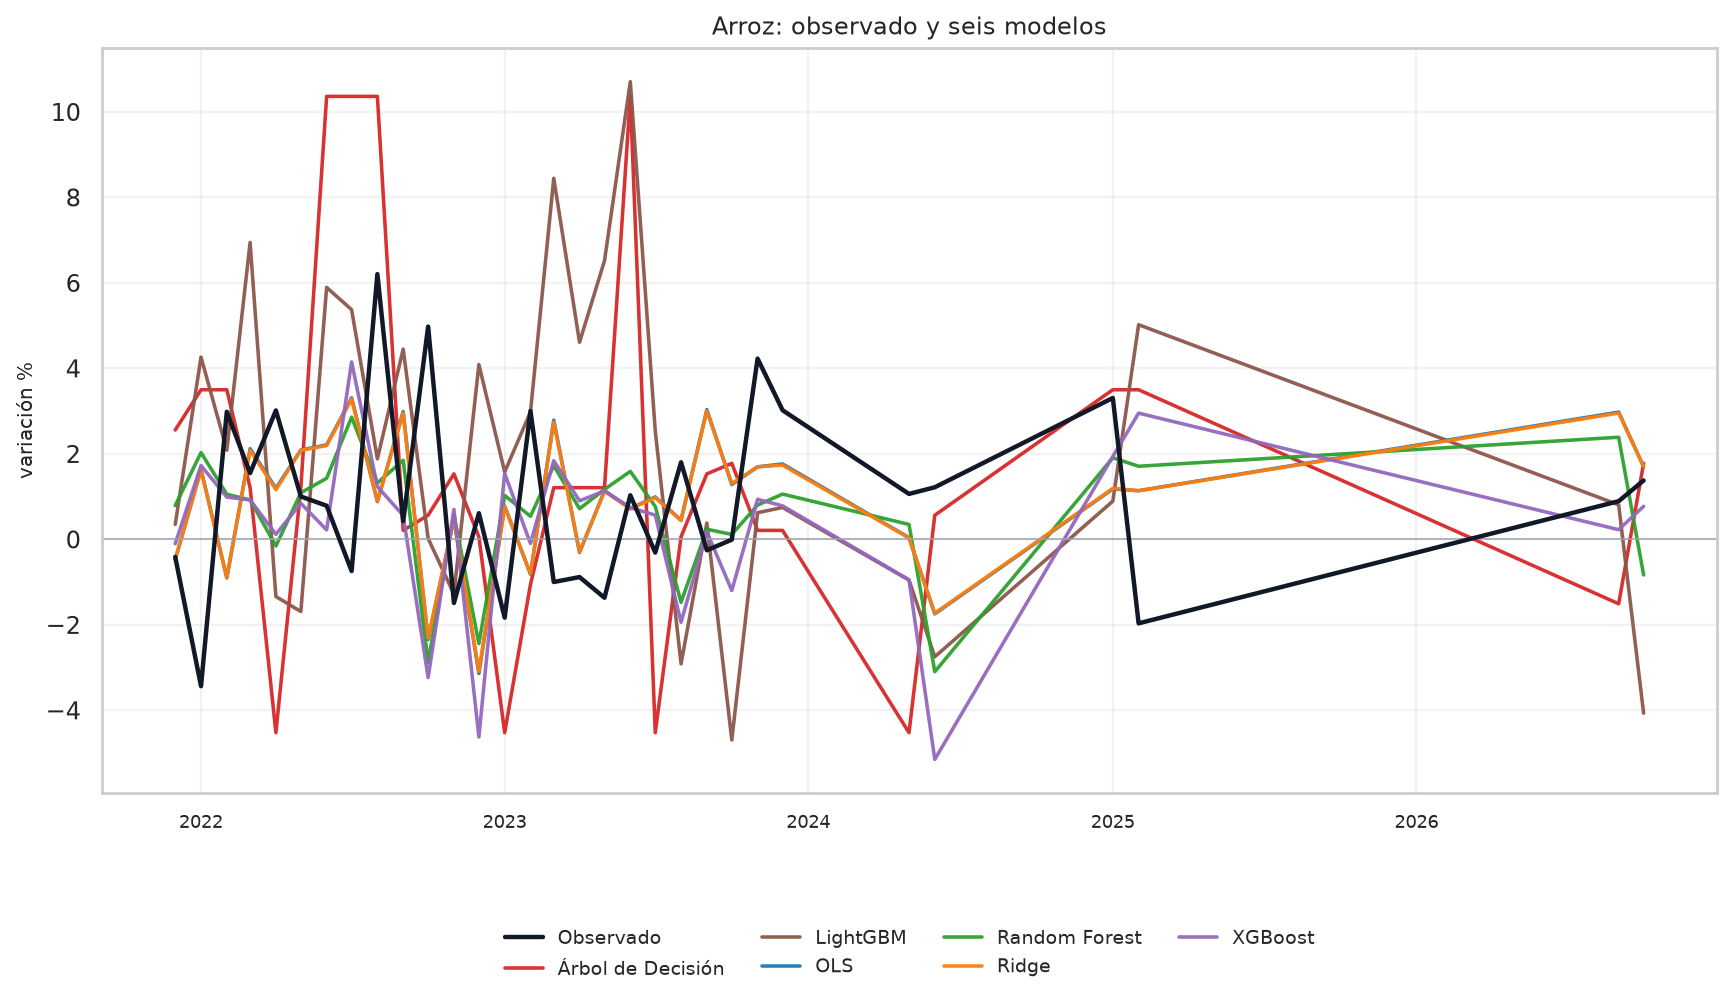 Arroz: observado y seis modelos
variación %
10
8
6
4
2
0
−2
−4
2022
2023
2024
2025
2026
Observado
Árbol de Decisión
LightGBM
OLS
Random Forest
Ridge
XGBoost